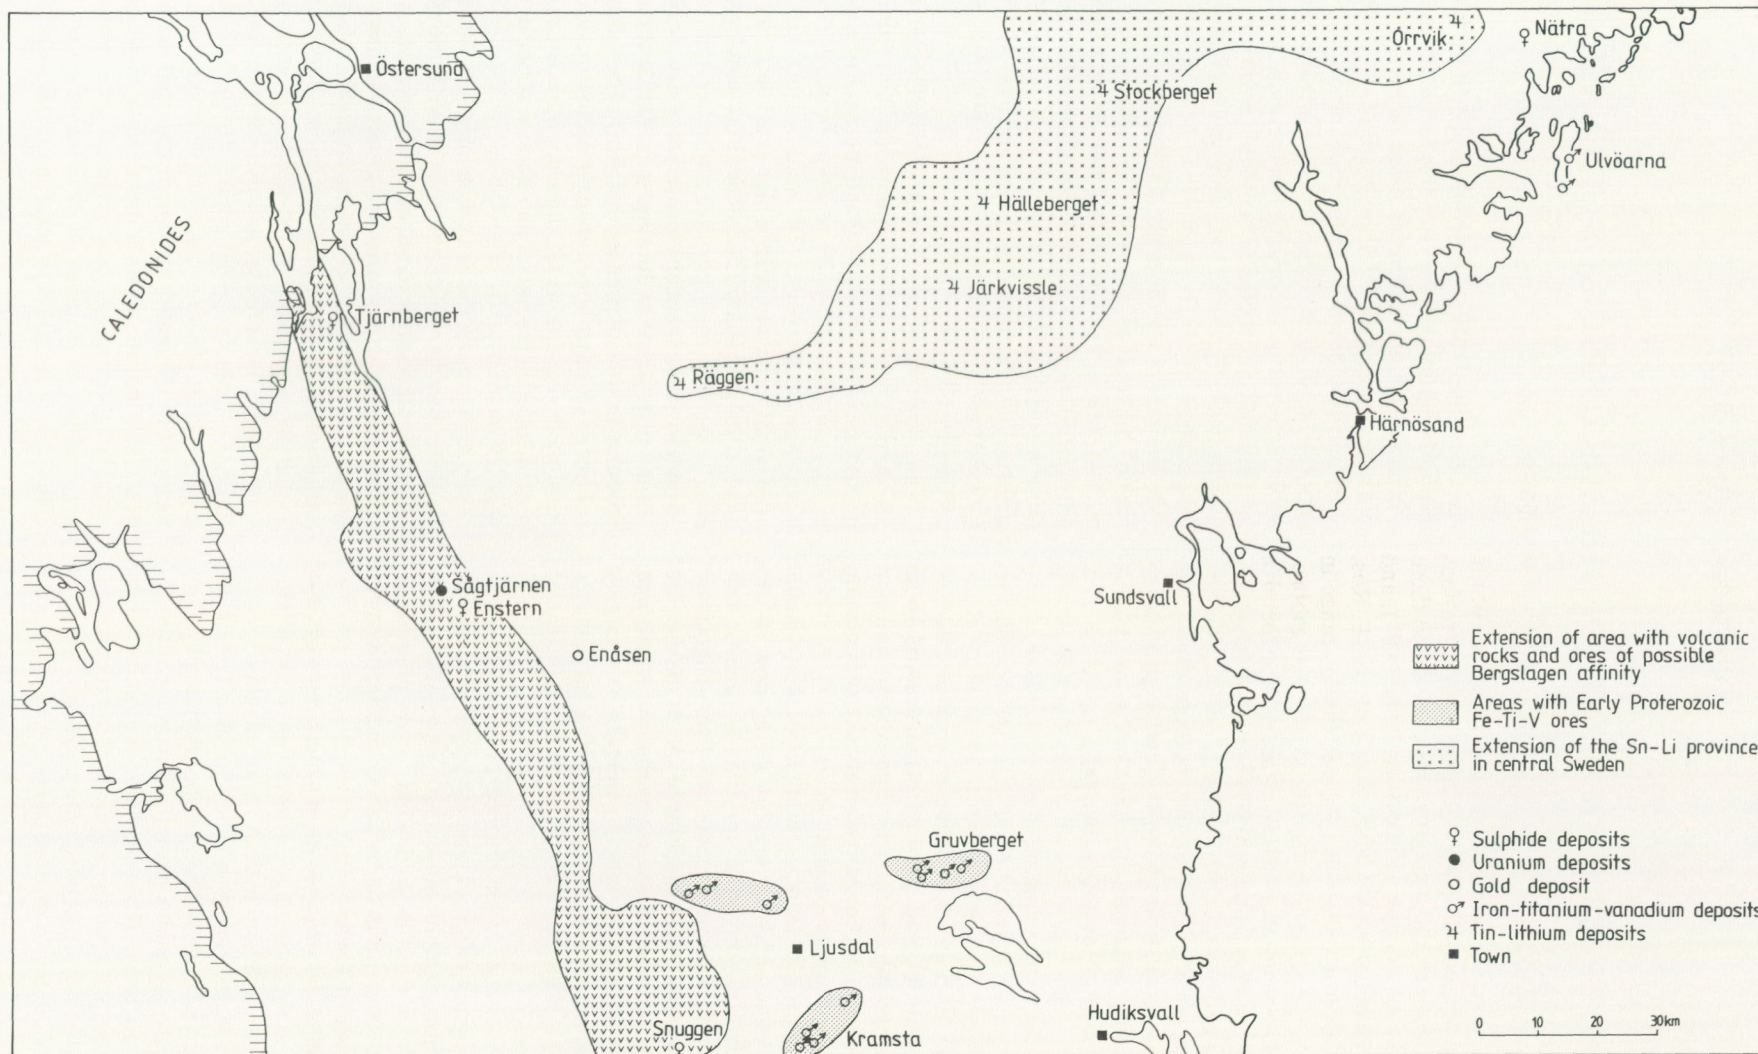 Orrvik
Nätra
Östersund
Stockberget
Ulvöarna
Hälleberget
CALEDONIDES
Järkvissle
Tjärnberget
Räggen
Härnösand
Sågtjärnen
Enstern
Sundsvall
Enåsen
Extension of area with volcanic
rocks and ores of possible
Bergslagen affinity
Areas with Early Proterozoic
Fe-Ti-V ores
Extension of the Sn-Li province
in central Sweden
Gruvberget
♀ Sulphide deposits
● Uranium deposits
○ Gold deposit
♂ Iron-titanium-vanadium deposits
♃ Tin-lithium deposits
■ Town
Ljusdal
Hudiksvall
Snuggen
Kramsta
0 10 20 30km